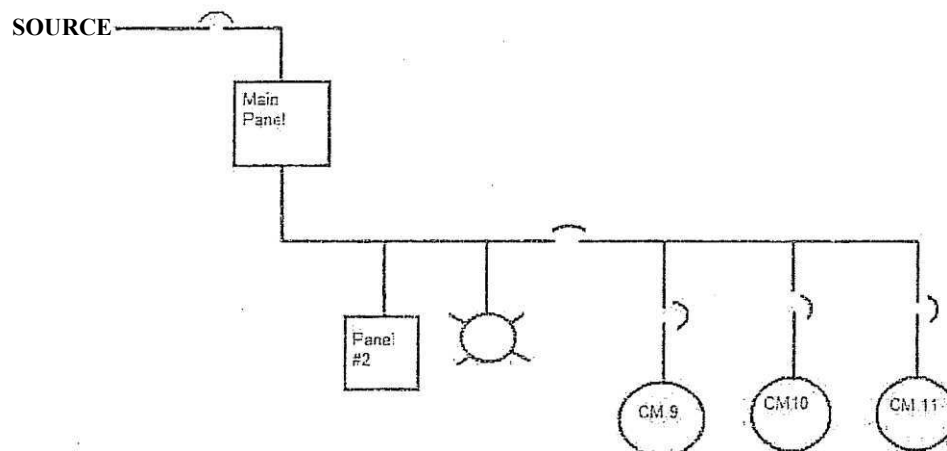 SOURCE
Main
Panel
Panel
#2
CM.9
CM10
CM.11